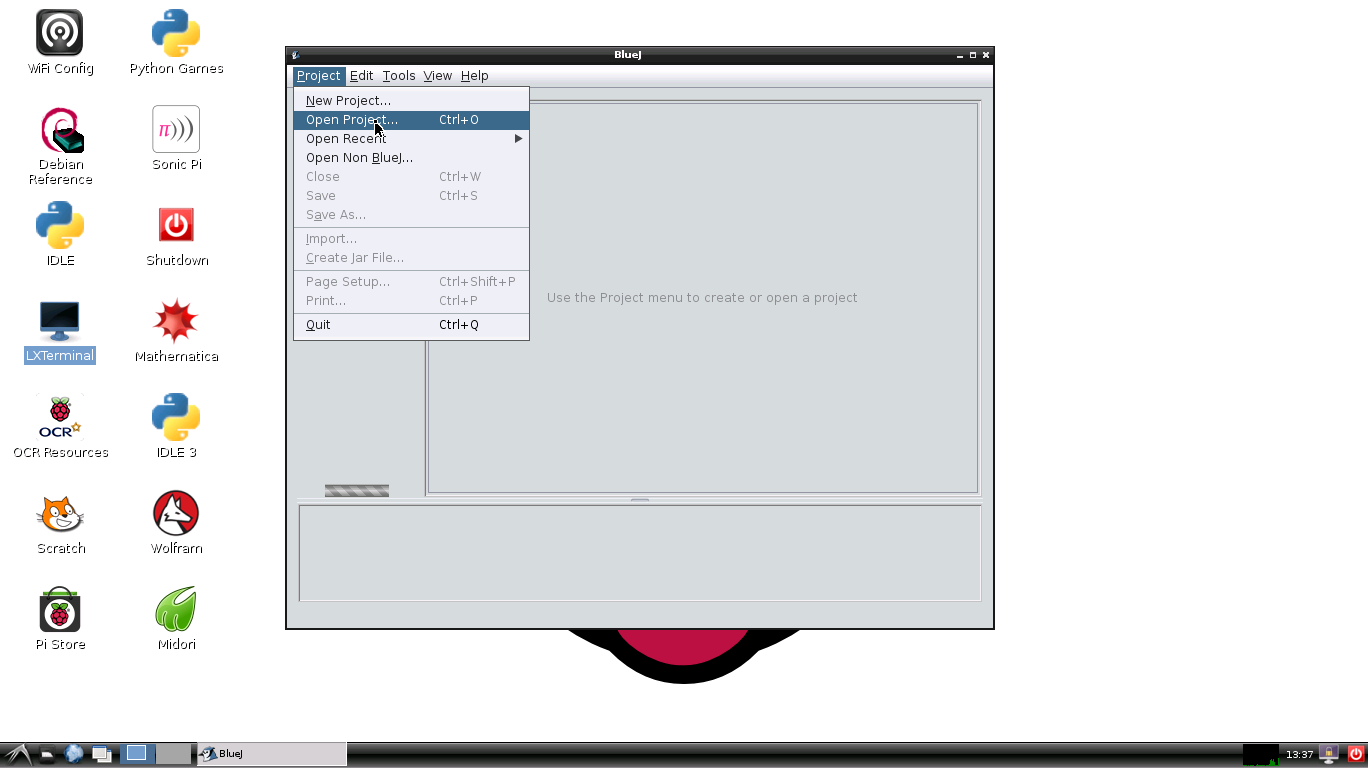 WiFi Config
Python Games
Debian
Reference
π)))
Sonic Pi
IDLE
Shutdown
LXTerminal
Mathematica
OCR
OCR Resources
IDLE 3
Scratch
Wolfram
Pi Store
Midori
BlueJ
Project Edit Tools View Help
New Project...
Open Project... Ctrl+O
Open Recent
Open Non BlueJ...
Close Ctrl+W
Save Ctrl+S
Save As...
Import...
Create Jar File...
Page Setup... Ctrl+Shift+P
Print... Ctrl+P
Quit Ctrl+Q
Use the Project menu to create or open a project
BlueJ
13:37